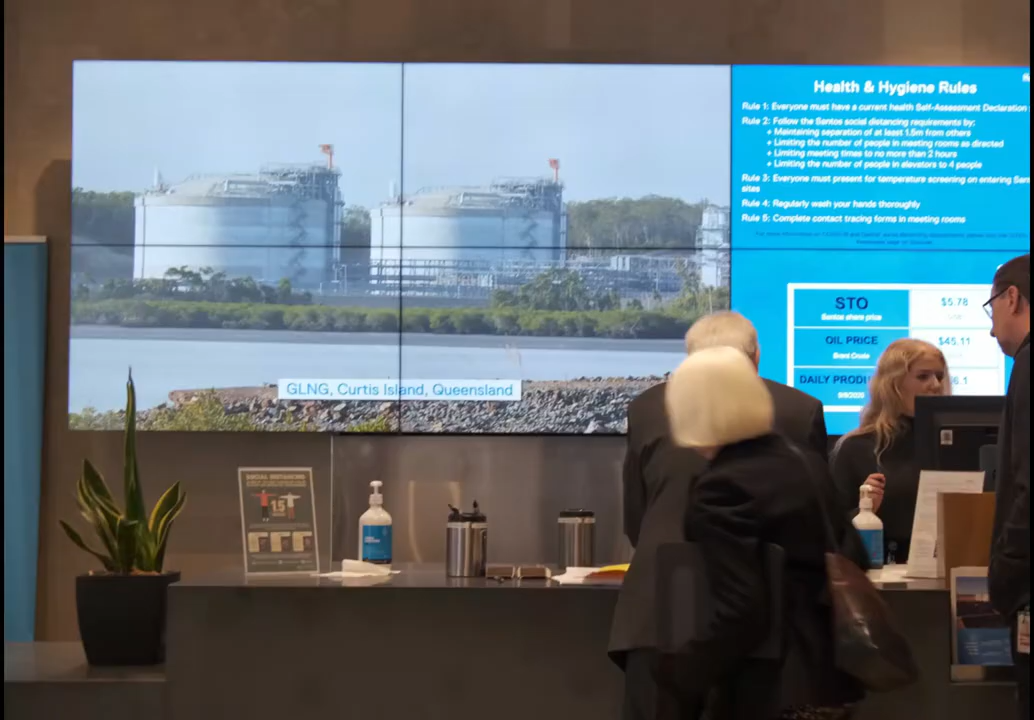 Health & Hygiene Rules
Rule 1: Everyone must have a current health Self-Assessment Declaration
Rule 2: Follow the Santos social distancing requirements by:
+ Maintaining separation of at least 1.5m from others
+ Limiting the number of people in meeting rooms as directed
+ Limiting meeting times to no more than 2 hours
+ Limiting the number of people in elevators to 4 people
Rule 3: Everyone must present for temperature screening on entering
sites
Rule 4: Regularly wash your hands thoroughly
Rule 5: Complete contact tracing forms in meeting rooms
STO $5.78
Santos share price
OIL PRICE $45.11
Brent Crude
DAILY
GLNG, Curtis Island, Queensland
SOCIAL DISTANCING
1.5